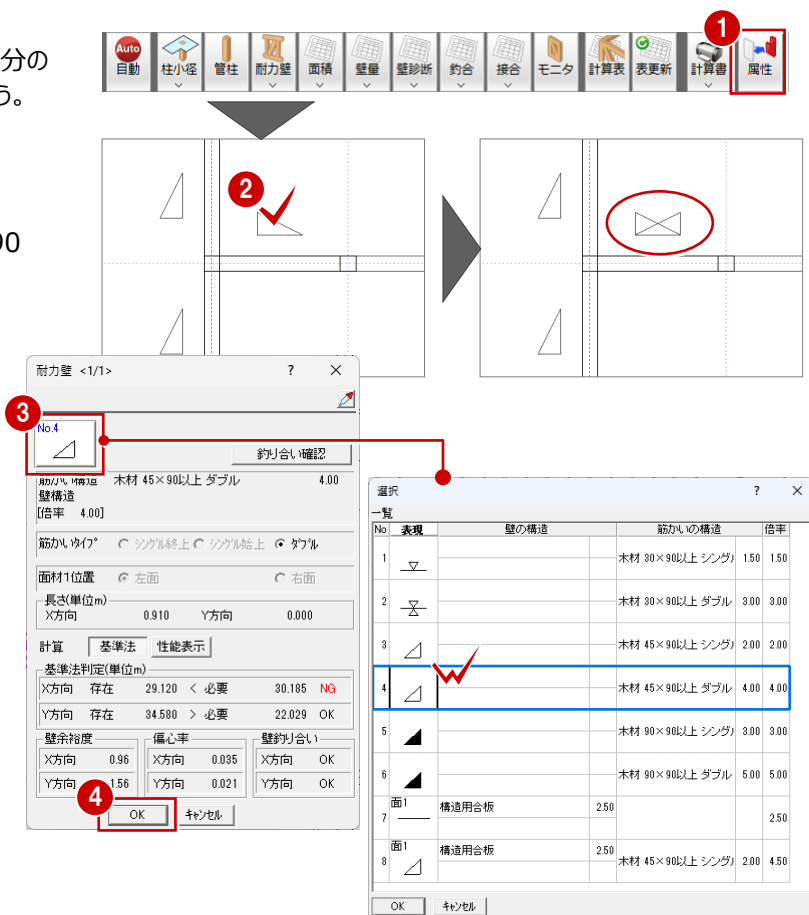 分の
う。
00
1
Auto
自動 柱小径 管柱 耐力壁 面積 壁量 壁診断 釣合 接合 モニタ 計算表 表更新 計算書 属性
2
耐力壁 <1/1> ? ×
3
No.4
釣り合い確認
筋かい構造 木材 45×90以上 ダブル 4.00
壁構造
[倍率 4.00]
筋かいタイプ シングル終上 シングル始上 ダブル
面材1位置 左面 右面
長さ(単位m)
X方向 0.910 Y方向 0.000
計算 基準法 性能表示
基準法判定(単位m)
X方向 存在 29.120 < 必要 30.185 NG
Y方向 存在 34.580 > 必要 22.029 OK
壁余裕度 偏心率 壁釣り合い
X方向 0.96 X方向 0.035 X方向 OK
Y方向 1.56 Y方向 0.021 Y方向 OK
4
OK キャンセル
選択 ? ×
一覧
No 表現 壁の構造 筋かいの構造 倍率
1 木材 30×90以上 シングル 1.50 1.50
2 木材 30×90以上 ダブル 3.00 3.00
3 木材 45×90以上 シングル 2.00 2.00
4 木材 45×90以上 ダブル 4.00 4.00
5 木材 90×90以上 シングル 3.00 3.00
6 木材 90×90以上 ダブル 5.00 5.00
7 面1 構造用合板 2.50 2.50
8 面1 構造用合板 2.50 木材 45×90以上 シングル 2.00 4.50
OK キャンセル